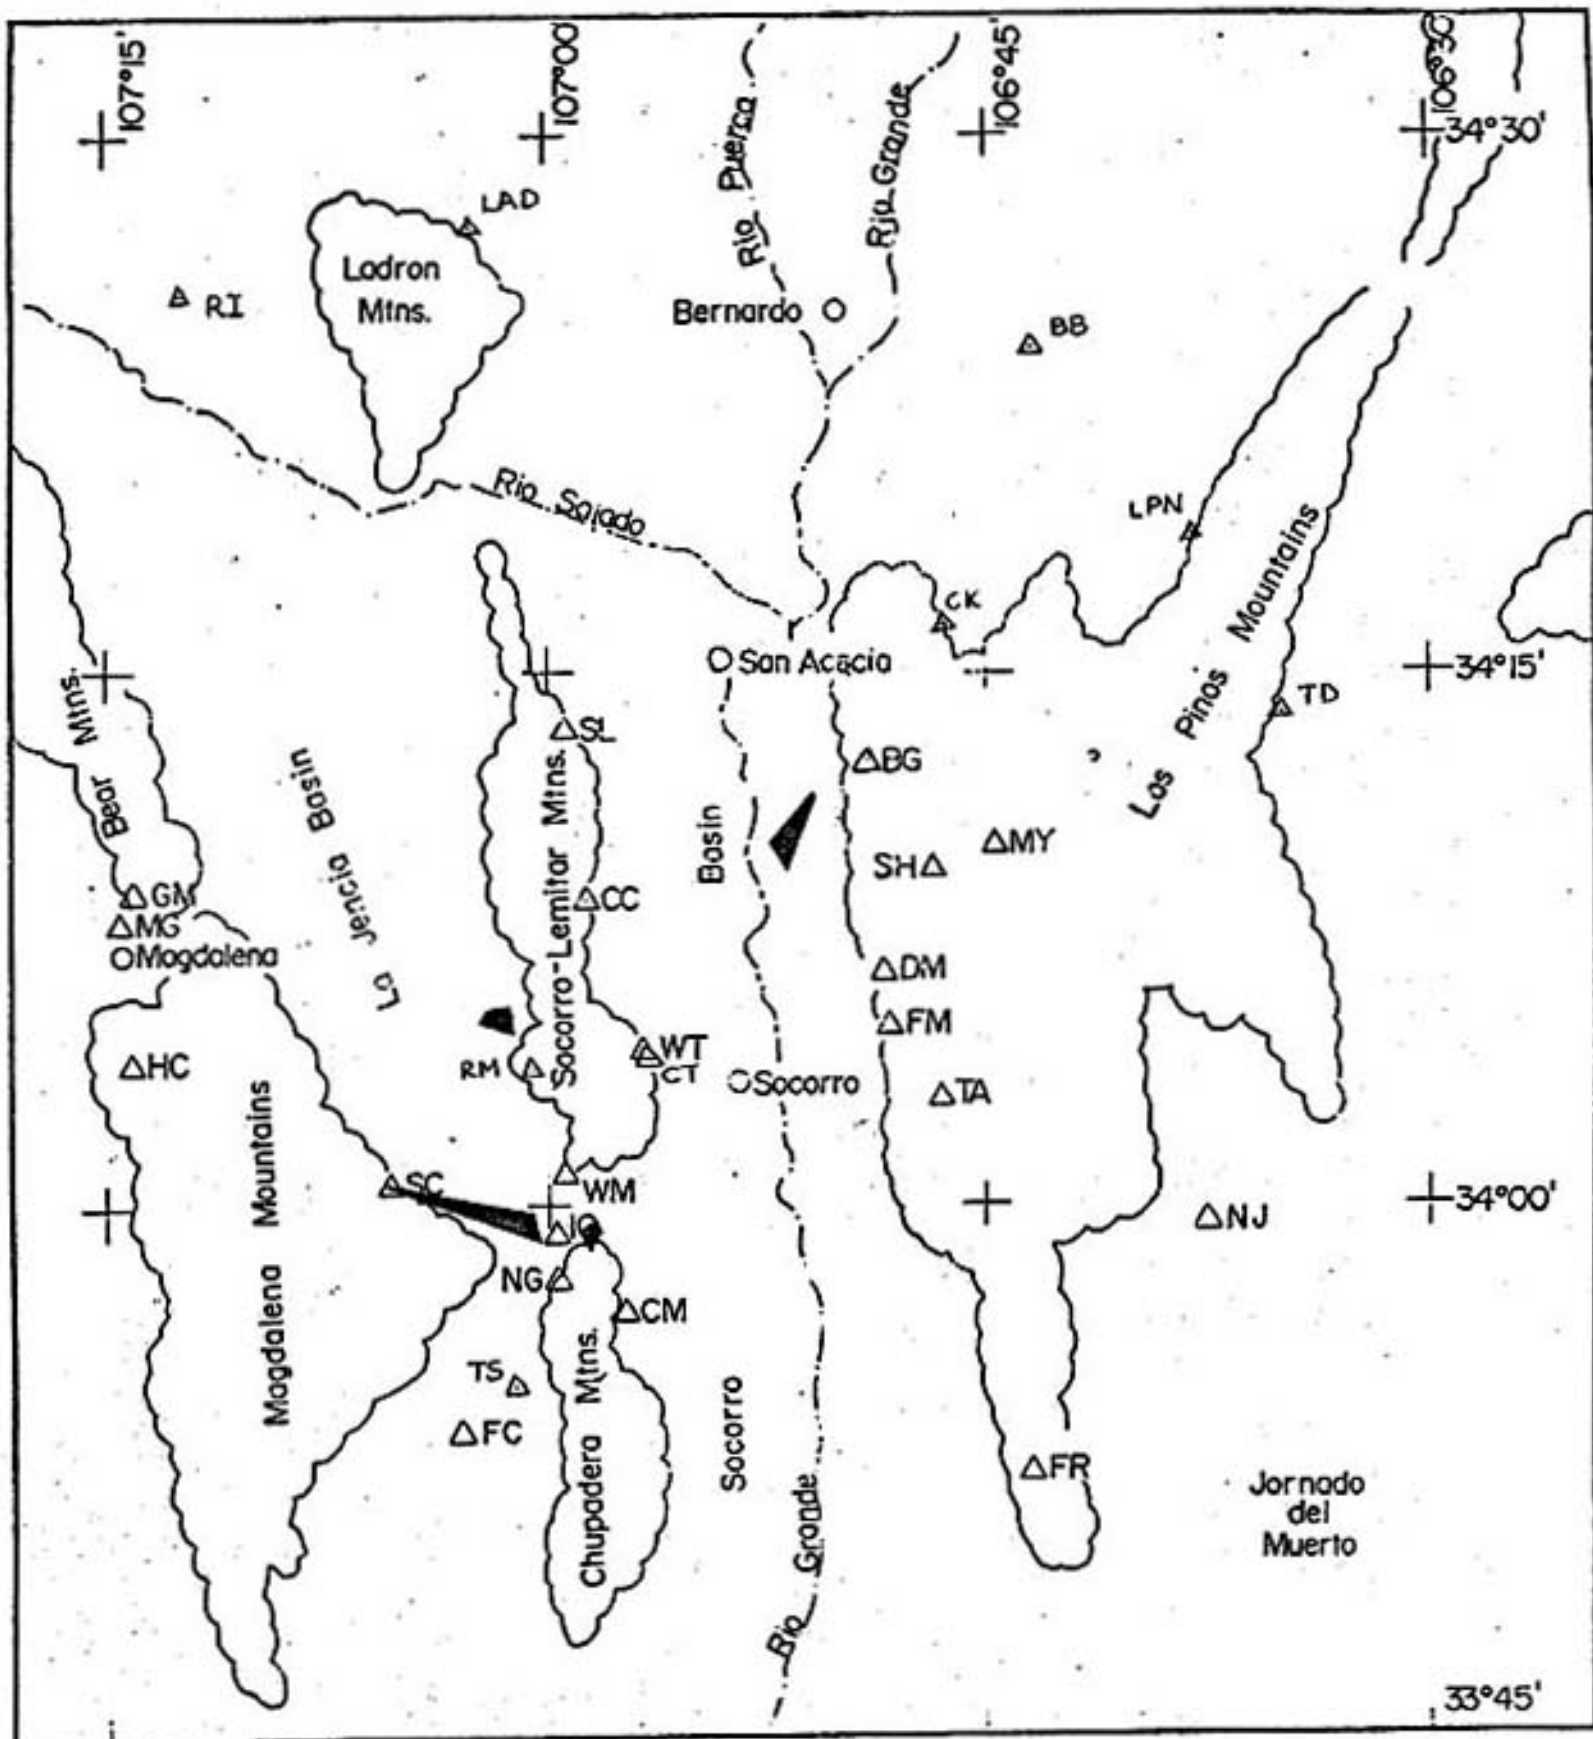 107°15'
107°00'
106°45'
106°30'
34°30'
Rio Puerco
Rio Grande
LAD
Ladron
Mtns.
RI
Bernardo
BB
Rio Salado
LPN
CK
San Acacia
34°15'
TD
Los Pinos Mountains
Bear Mtns.
La Jencia Basin
SL
BG
Socorro-Lemitar Mtns.
Basin
MY
SH
GM
CC
MG
Magdalena
DM
FM
HC
RM
WT
CT
Socorro
TA
Magdalena Mountains
SC
WM
34°00'
NJ
NG
CM
TS
FC
Chupadera Mtns.
Socorro
Rio Grande
FR
Jornado
del
Muerto
33°45'